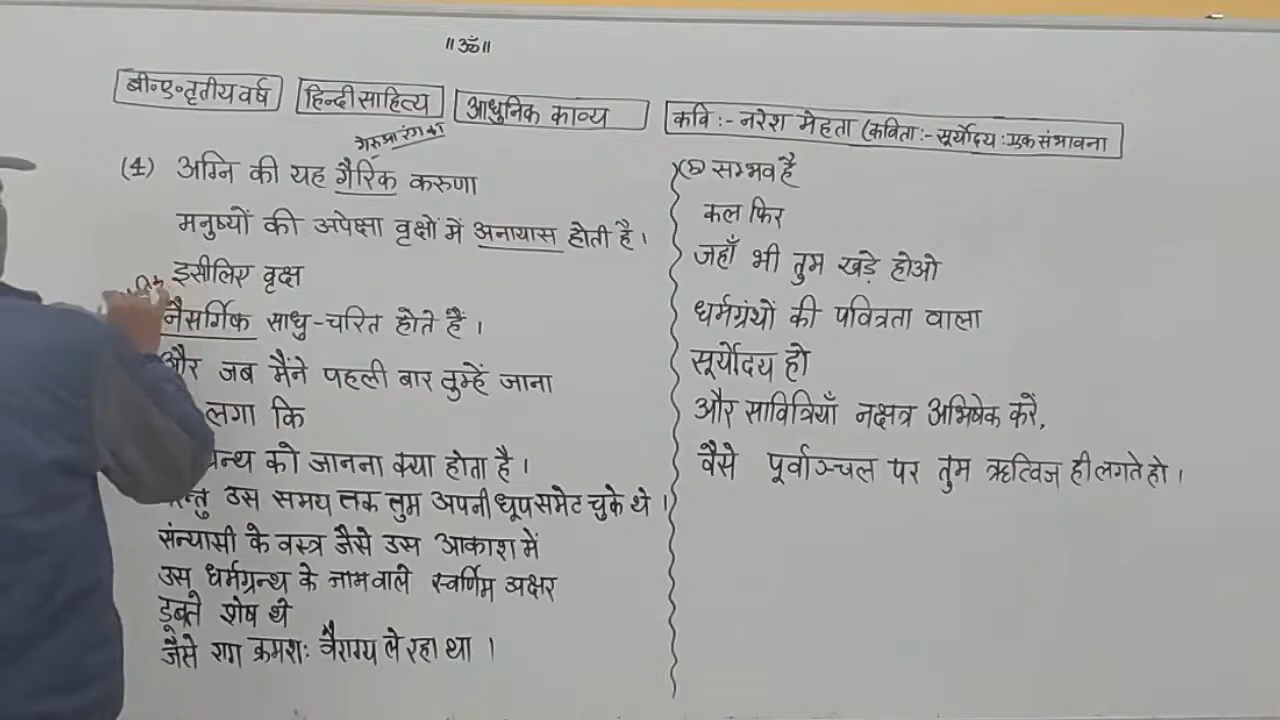 ॥ ॐ ॥
बी॰ए॰तृतीय वर्ष
हिन्दी साहित्य
आधुनिक काव्य
कवि :- नरेश मेहता (कविता :- सूर्योदय : एक संभावना
गेरुआ रंग की
(4) अग्नि की यह गैरिक करुणा
मनुष्यों की अपेक्षा वृक्षों में अनायास होती है।
इसीलिए वृक्ष
नैसर्गिक साधु-चरित होते हैं।
और जब मैंने पहली बार तुम्हें जाना
लगा कि
को जानना क्या होता है।
उस समय तक तुम अपनी धूप समेट चुके थे।
संन्यासी के वस्त्र जैसे उस आकाश में
उस धर्मग्रन्थ के नाम वाले स्वर्णिम अक्षर
डूबते शेष थे
जैसे राग क्रमशः वैराग्य ले रहा था।
सम्भव है
कल फिर
जहाँ भी तुम खड़े होओ
धर्मग्रंथों की पवित्रता वाला
सूर्योदय हो
और सावित्रियाँ नक्षत्र अभिषेक करें,
वैसे पूर्वाञ्चल पर तुम ऋत्विज ही लगते हो।